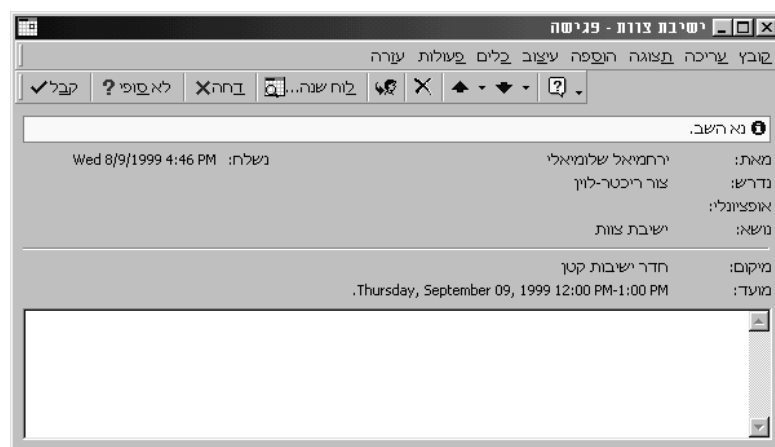 ישיבת צוות - פגישה
קובץ עריכה תצוגה הוספה עיצוב כלים פעולות עזרה
קבל לא סופי ? דחה לוח שנה...
נא השב.
מאת: ירחמיאל שלומיאלי נשלח: Wed 8/9/1999 4:46 PM
נדרש: צור ריכטר-לוין
אופציונלי:
נושא: ישיבת צוות
מיקום: חדר ישיבות קטן
מועד: Thursday, September 09, 1999 12:00 PM-1:00 PM.